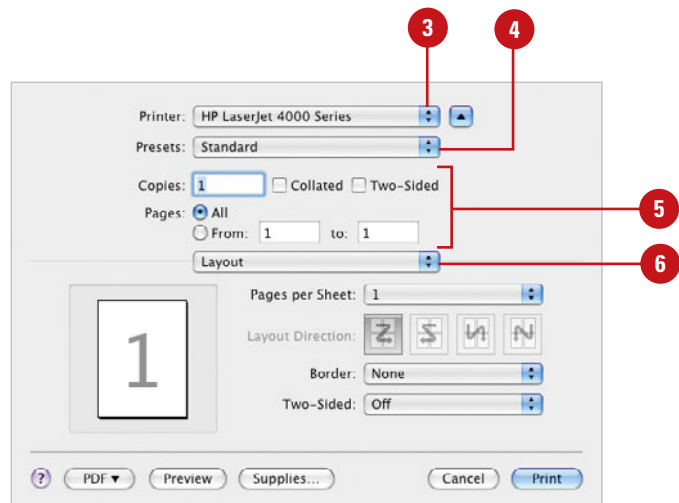 3
4
Printer: HP LaserJet 4000 Series
Presets: Standard
Copies: 1 Collated Two-Sided
5
Pages: All
From: 1 to: 1
Layout
6
Pages per Sheet: 1
Layout Direction:
1
Border: None
Two-Sided: Off
? PDF ▼ Preview Supplies... Cancel Print